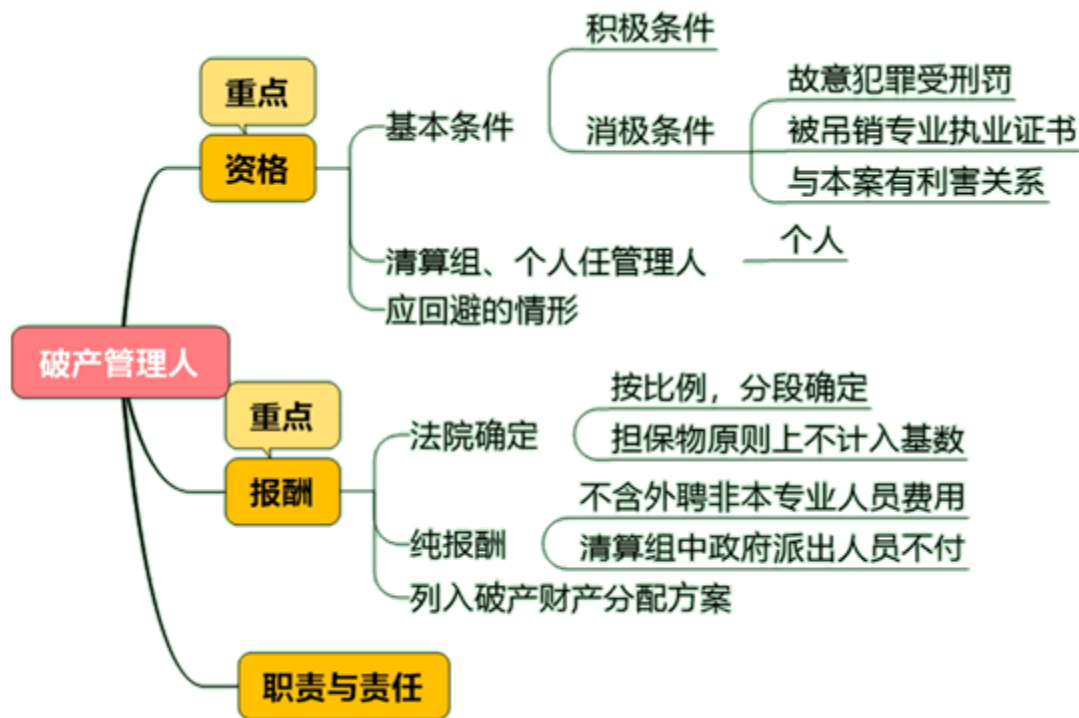 破产管理人
重点
资格
基本条件
积极条件
消极条件
故意犯罪受刑罚
被吊销专业执业证书
与本案有利害关系
清算组、个人任管理人
个人
应回避的情形
重点
报酬
法院确定
按比例，分段确定
担保物原则上不计入基数
纯报酬
不含外聘非本专业人员费用
清算组中政府派出人员不付
列入破产财产分配方案
职责与责任